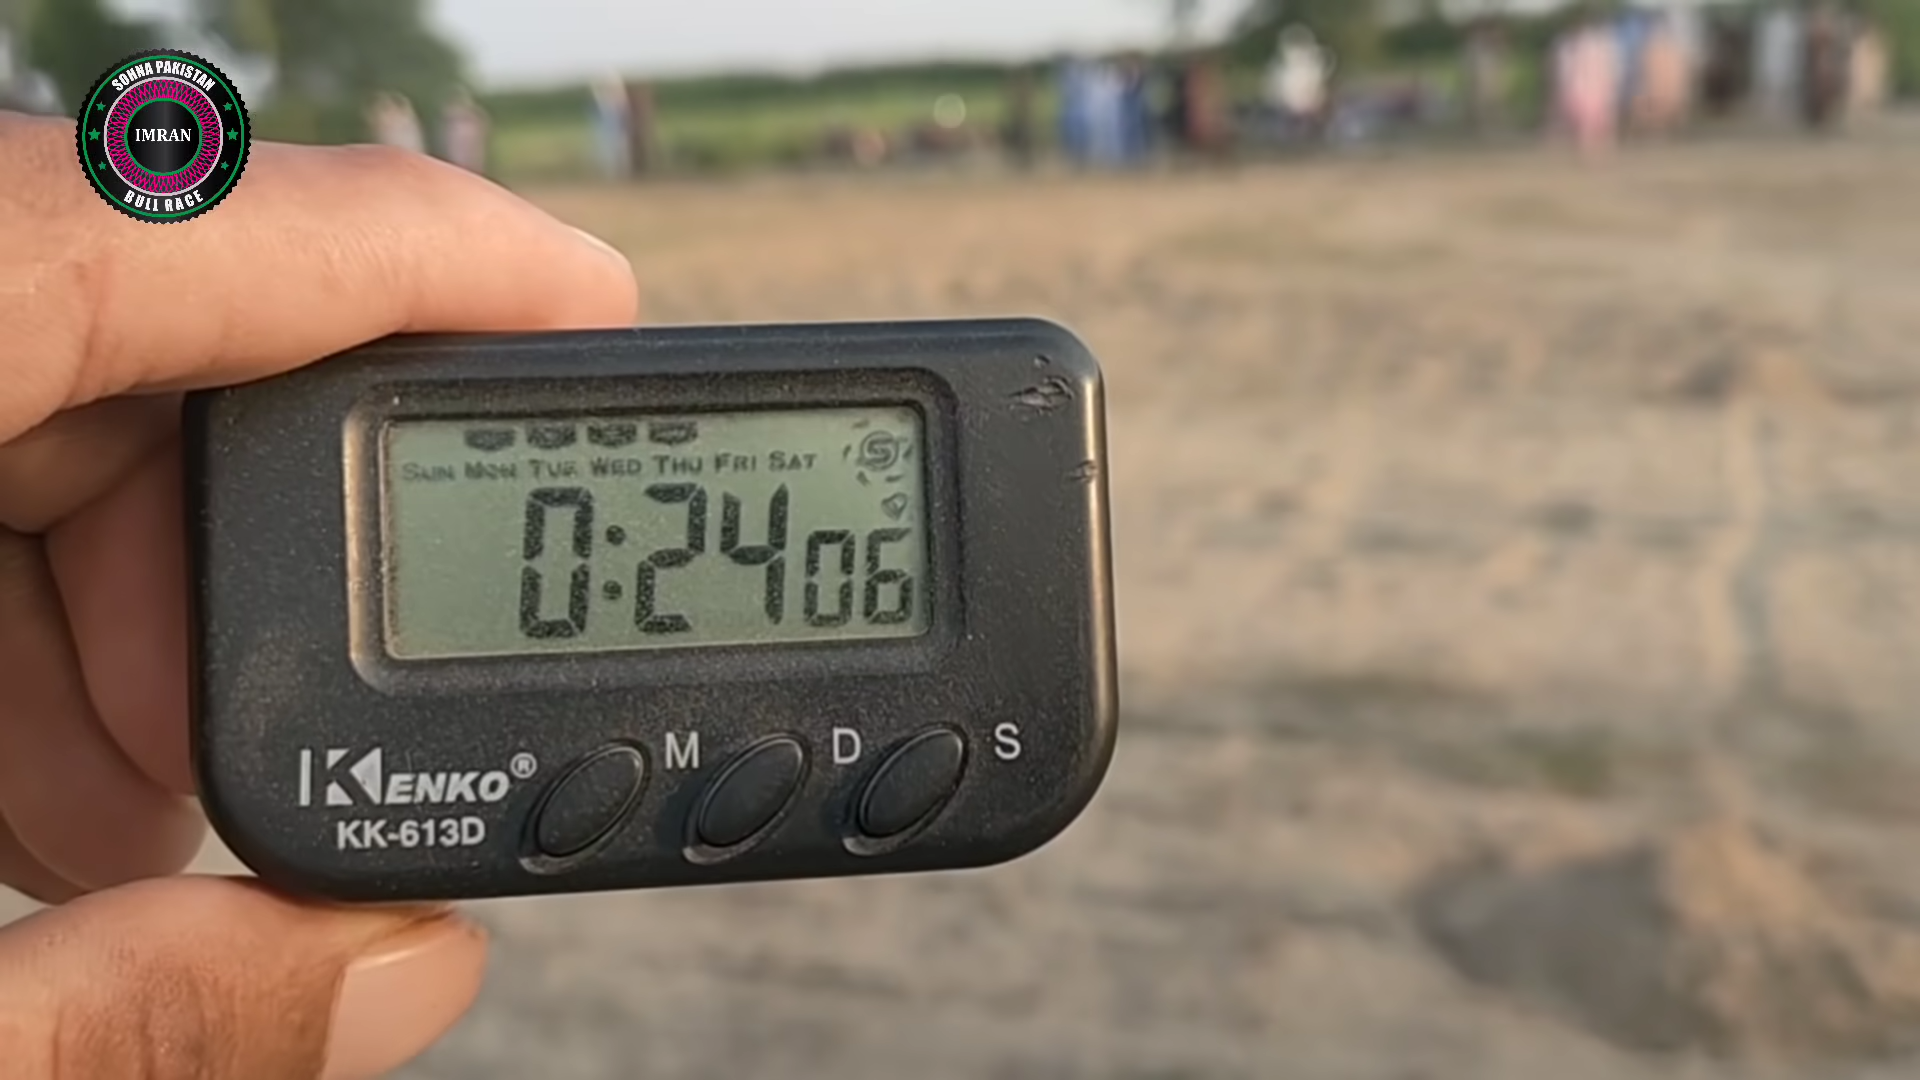 SOHNA PAKISTAN
IMRAN
BULL RACE
SUN MON TUE WED THU FRI SAT
0:24 06
KENKO®
KK-613D
M D S